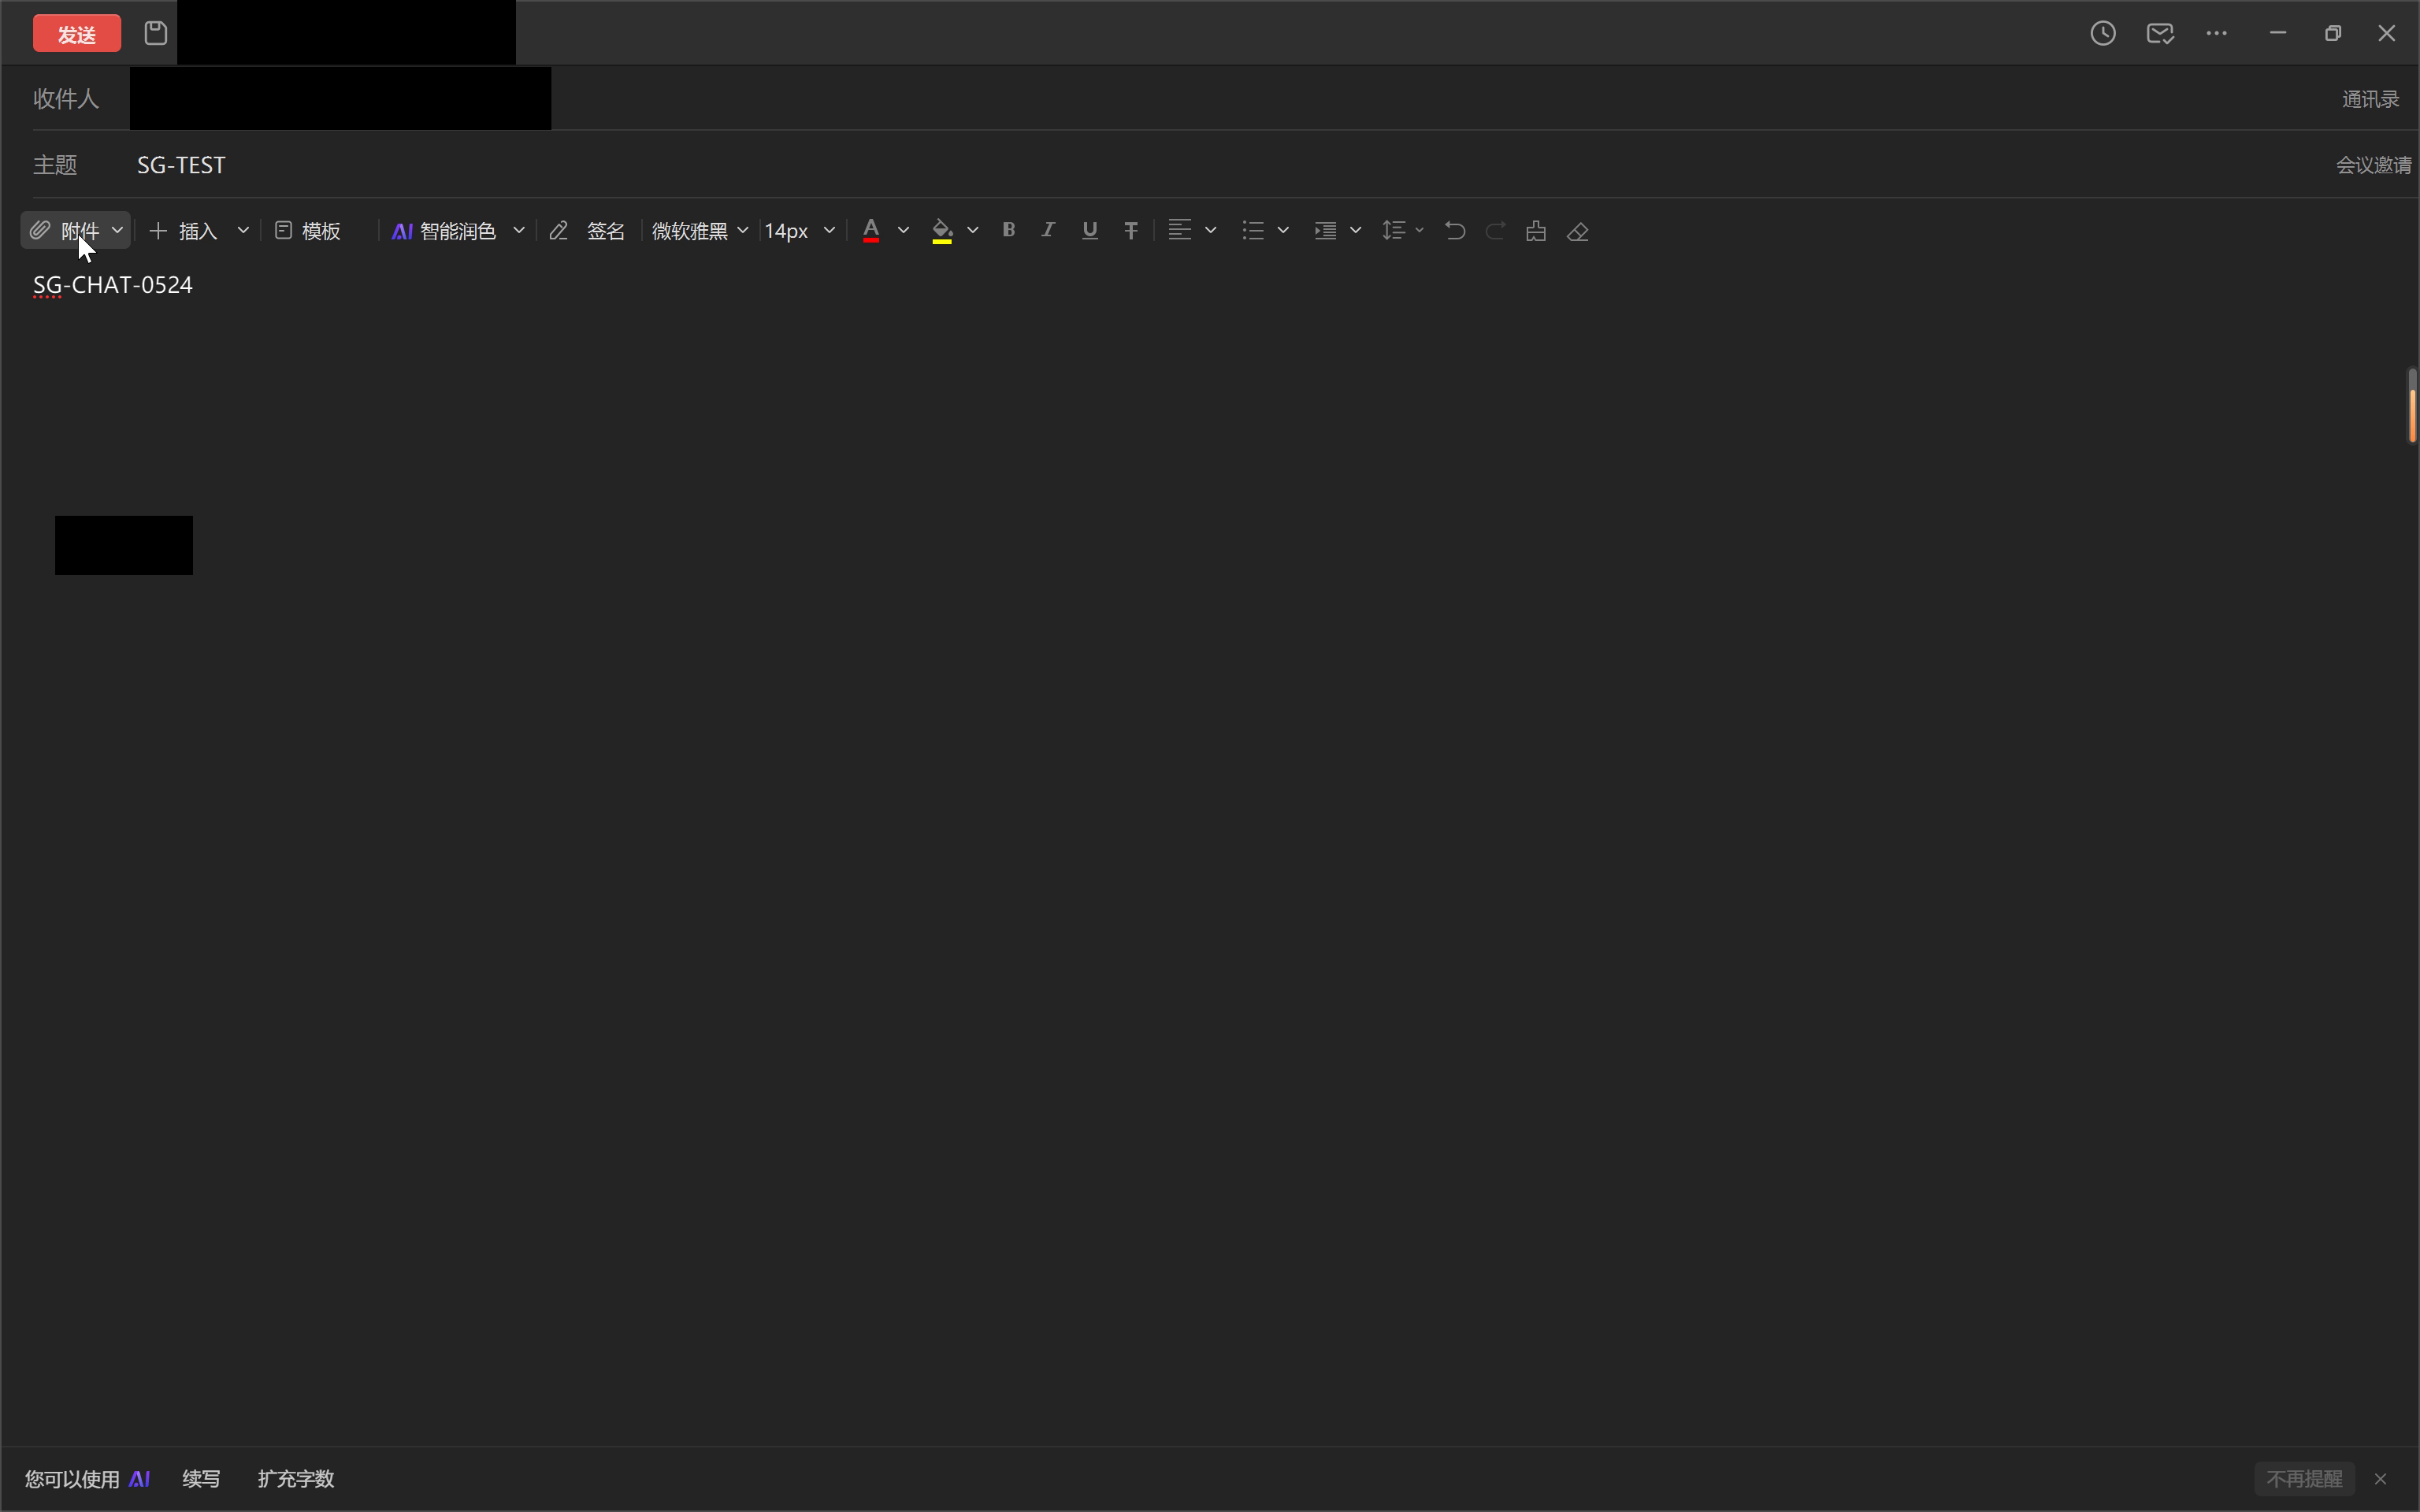 发送
收件人
通讯录
主题 SG-TEST
会议邀请
附件 插入 模板 AI 智能润色 签名 微软雅黑 14px A B I U T
SG-CHAT-0524
您可以使用 AI 续写 扩充字数
不再提醒